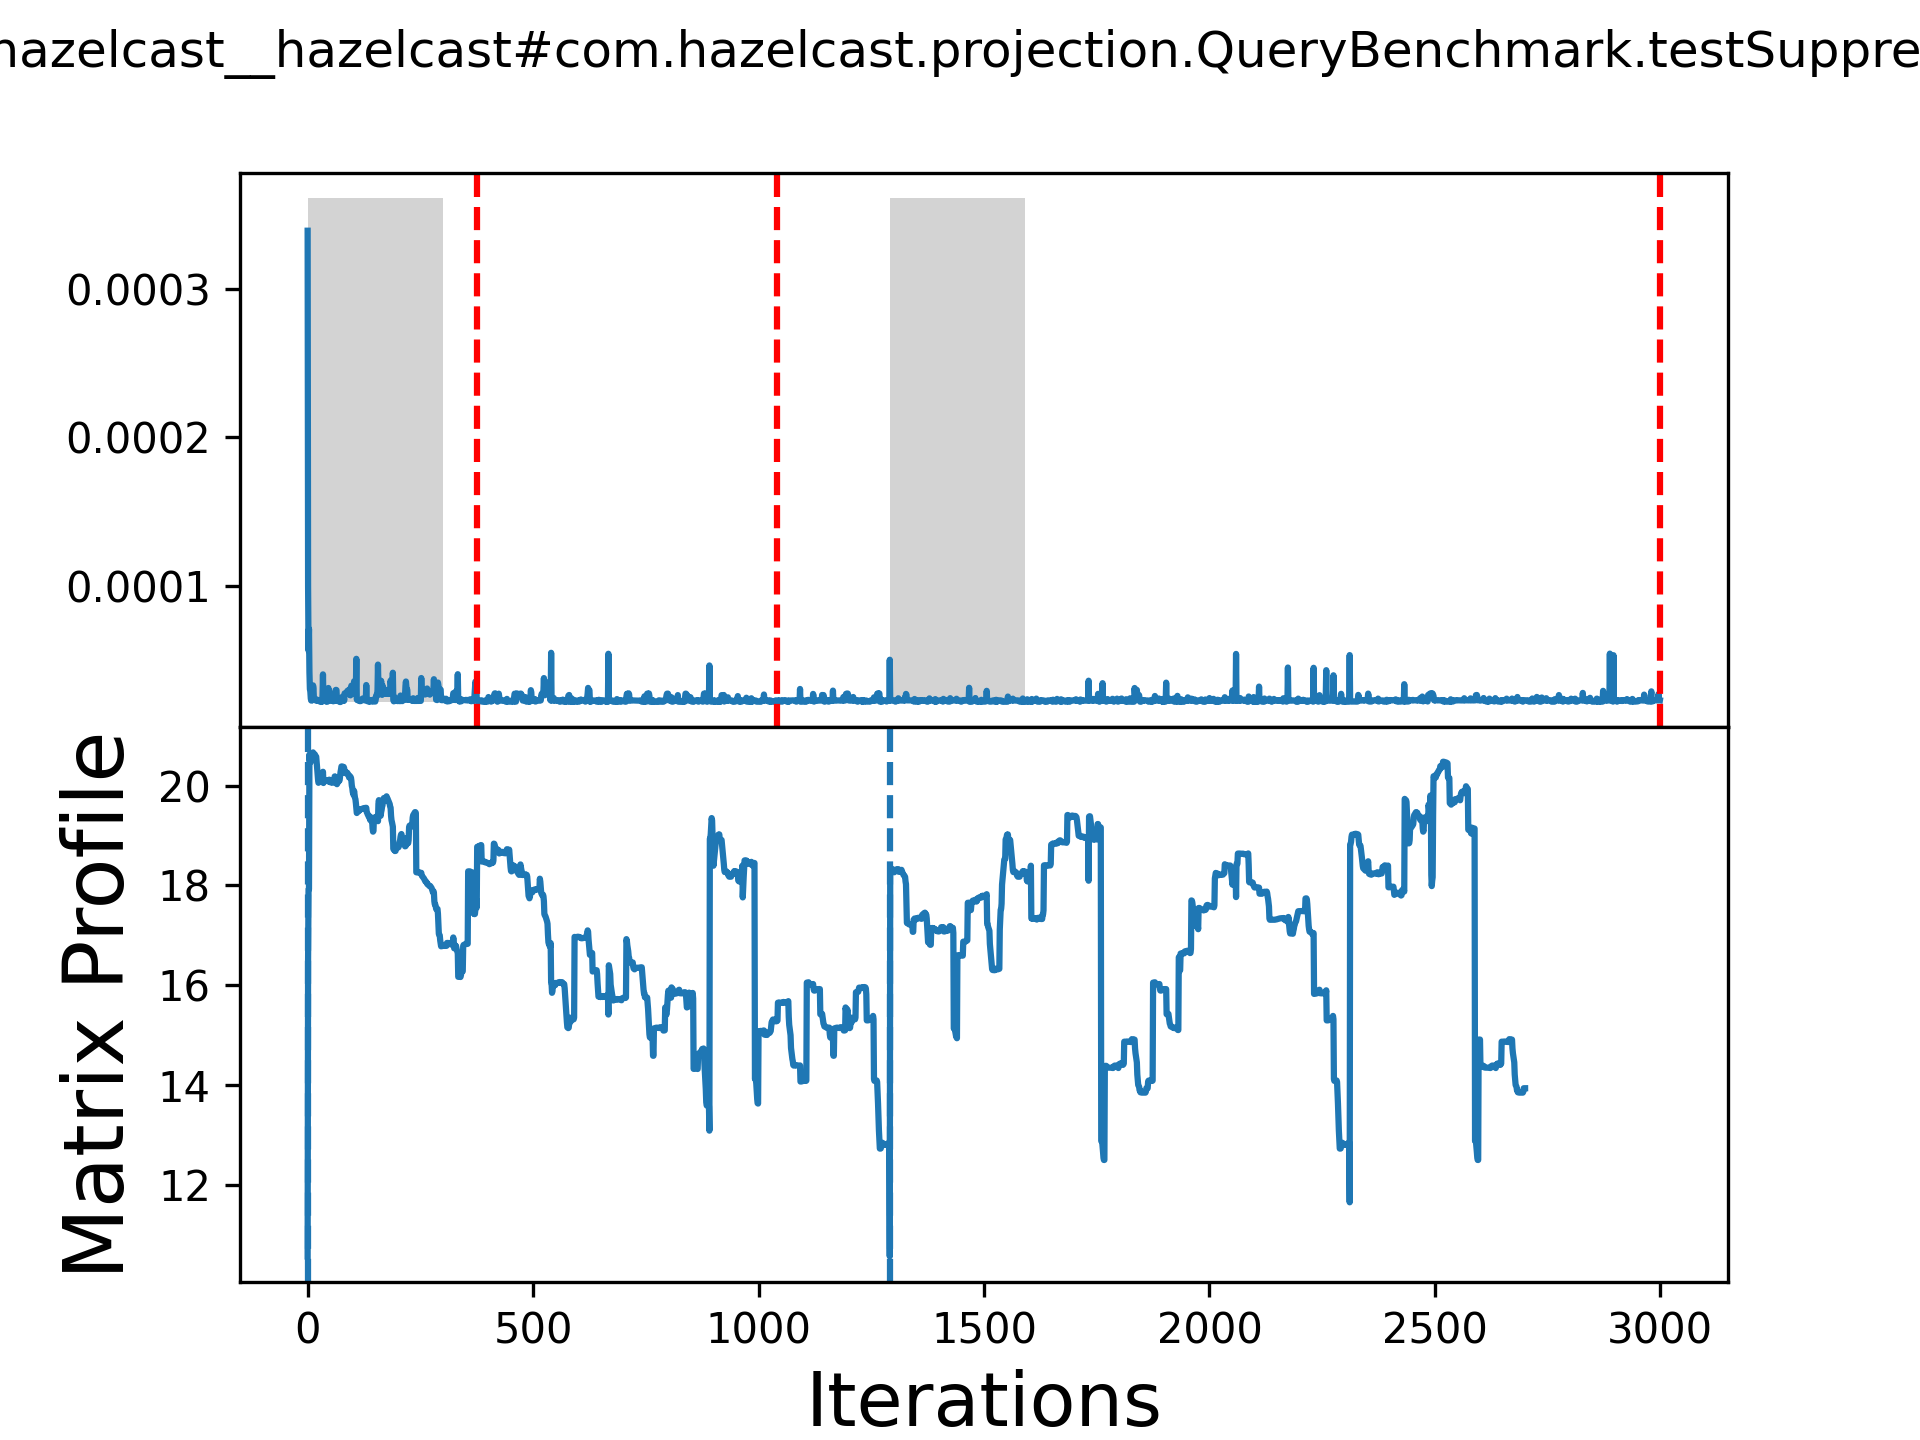 hazelcast__hazelcast#com.hazelcast.projection.QueryBenchmark.testSuppre
0.0003
0.0002
0.0001
Matrix Profile
20
18
16
14
12
0 500 1000 1500 2000 2500 3000
Iterations